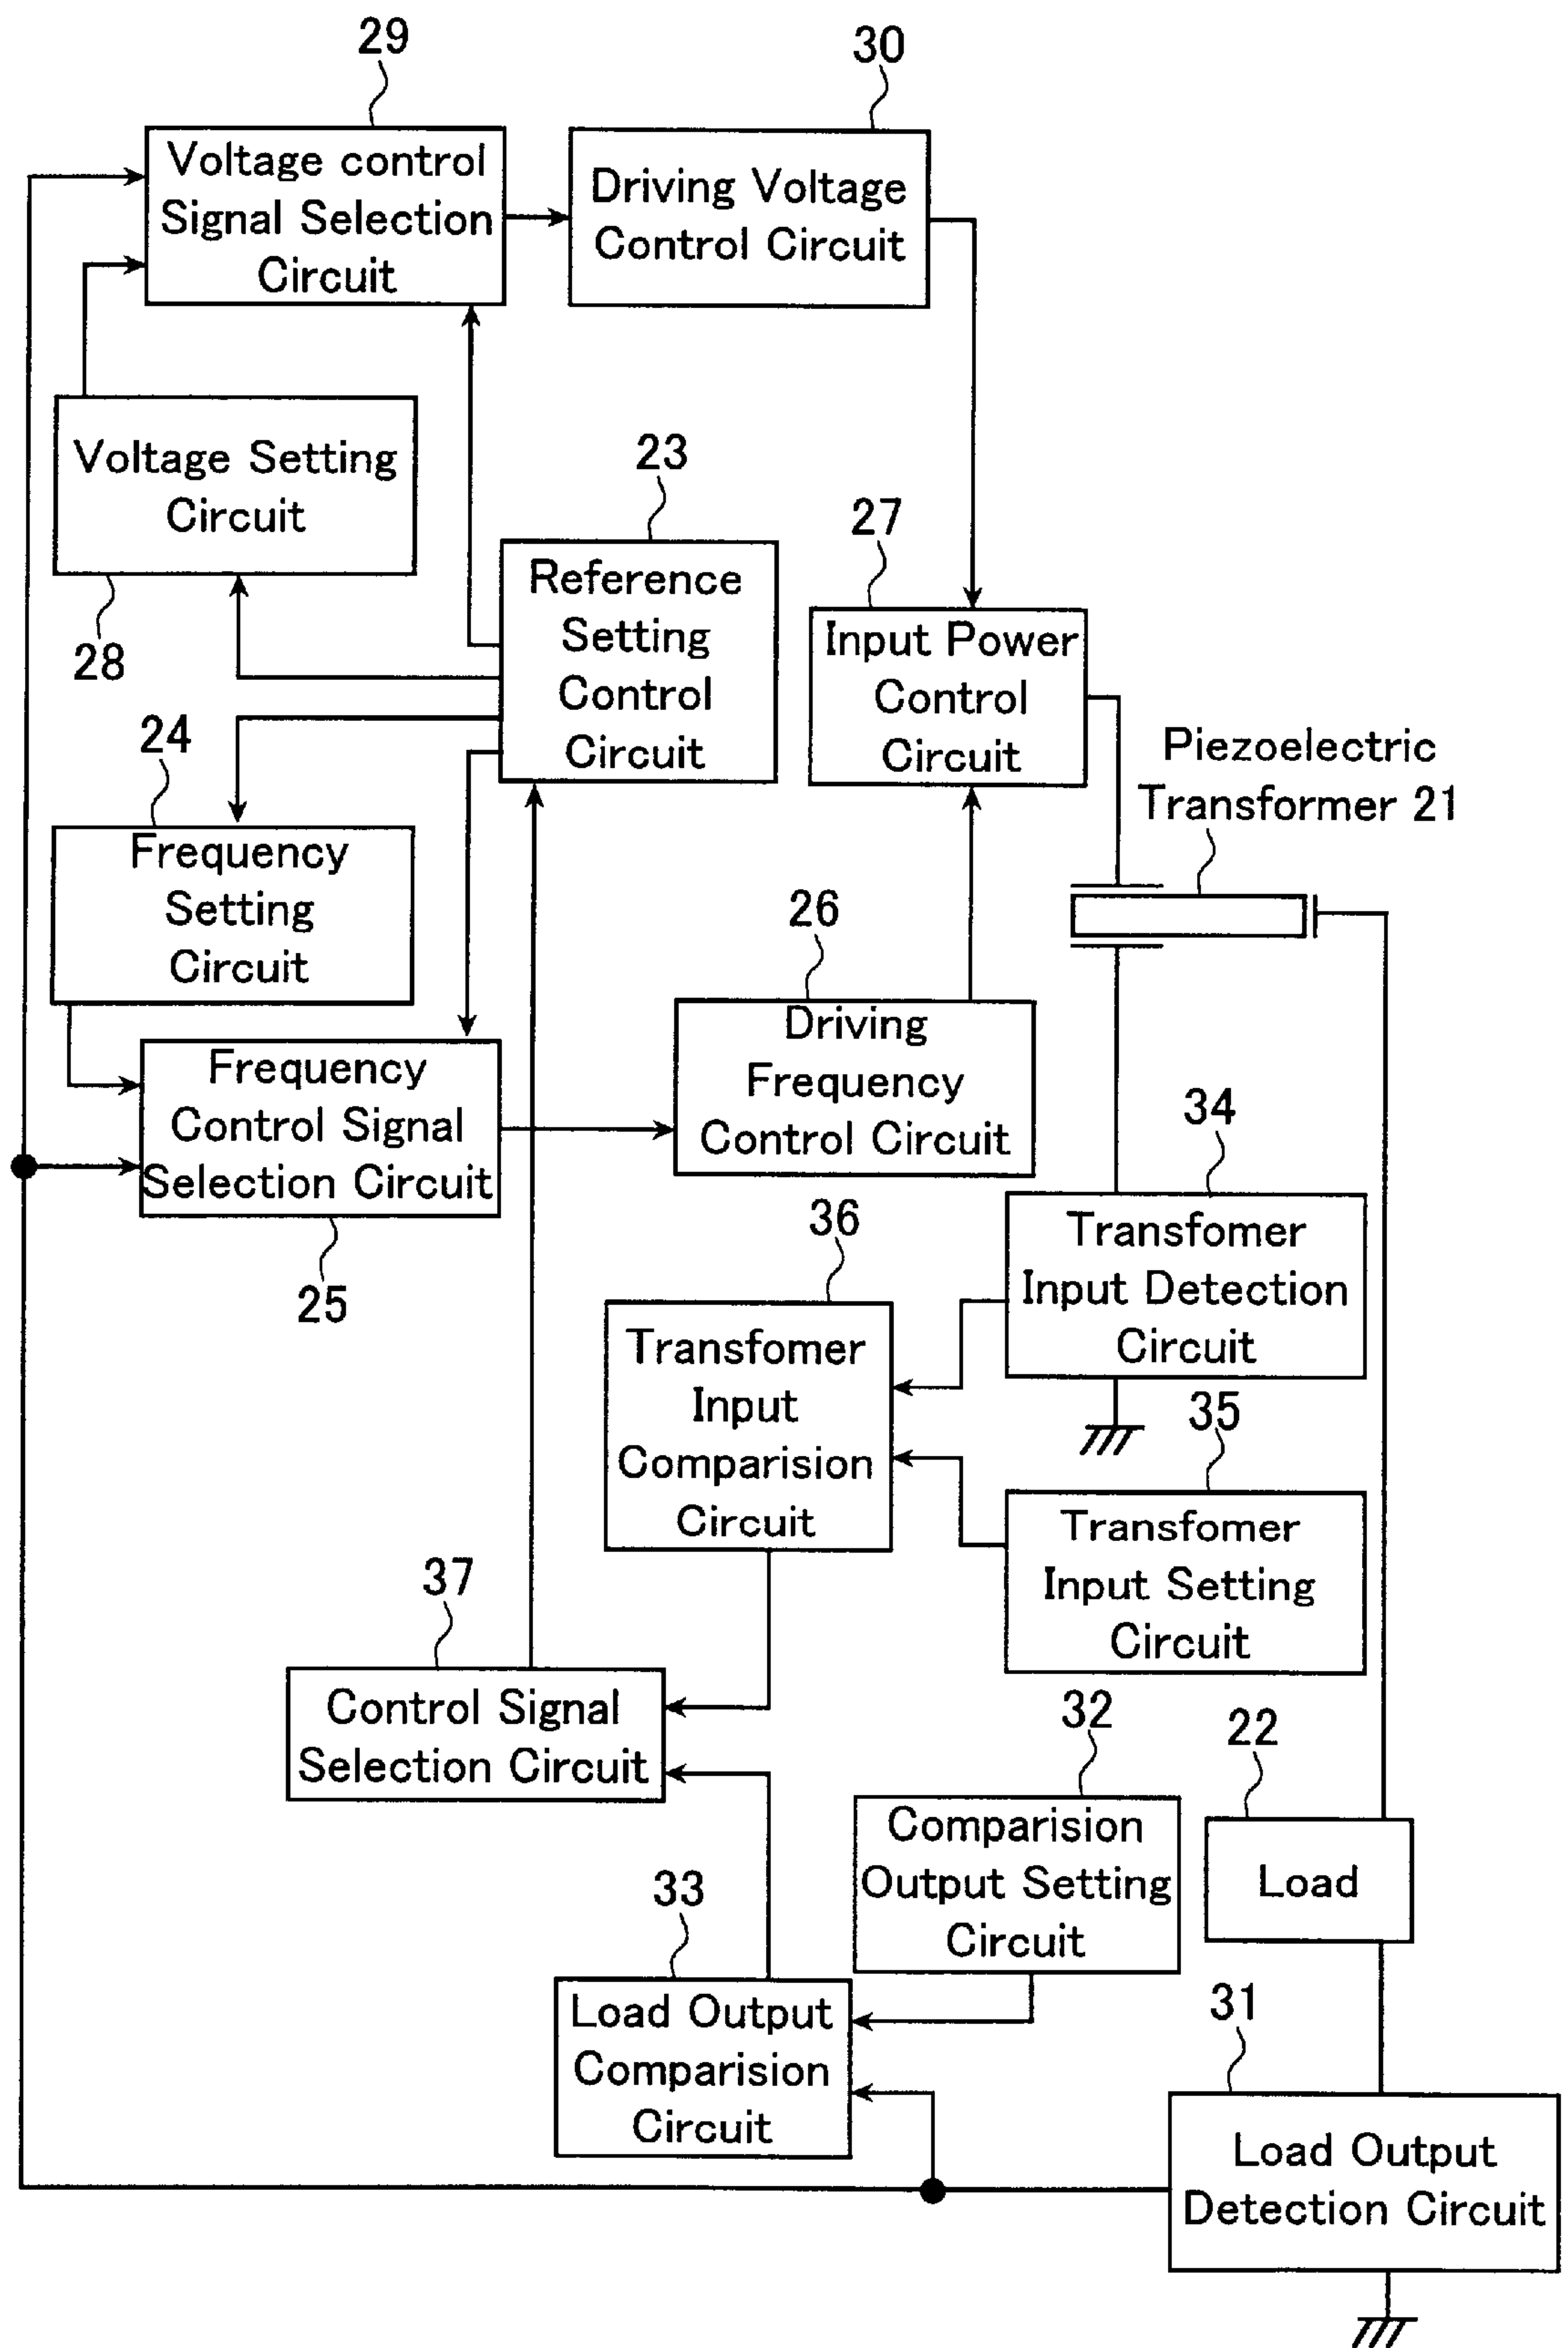 29
30
Voltage control
Signal Selection
Circuit
Driving Voltage
Control Circuit
Voltage Setting
Circuit
28
23
Reference
Setting
Control
Circuit
27
Input Power
Control
Circuit
Piezoelectric
Transformer 21
24
Frequency
Setting
Circuit
26
Driving
Frequency
Control Circuit
Frequency
Control Signal
Selection Circuit
25
34
Transfomer
Input Detection
Circuit
36
Transfomer
Input
Comparision
Circuit
35
Transfomer
Input Setting
Circuit
37
Control Signal
Selection Circuit
32
Comparision
Output Setting
Circuit
22
Load
33
Load Output
Comparision
Circuit
31
Load Output
Detection Circuit